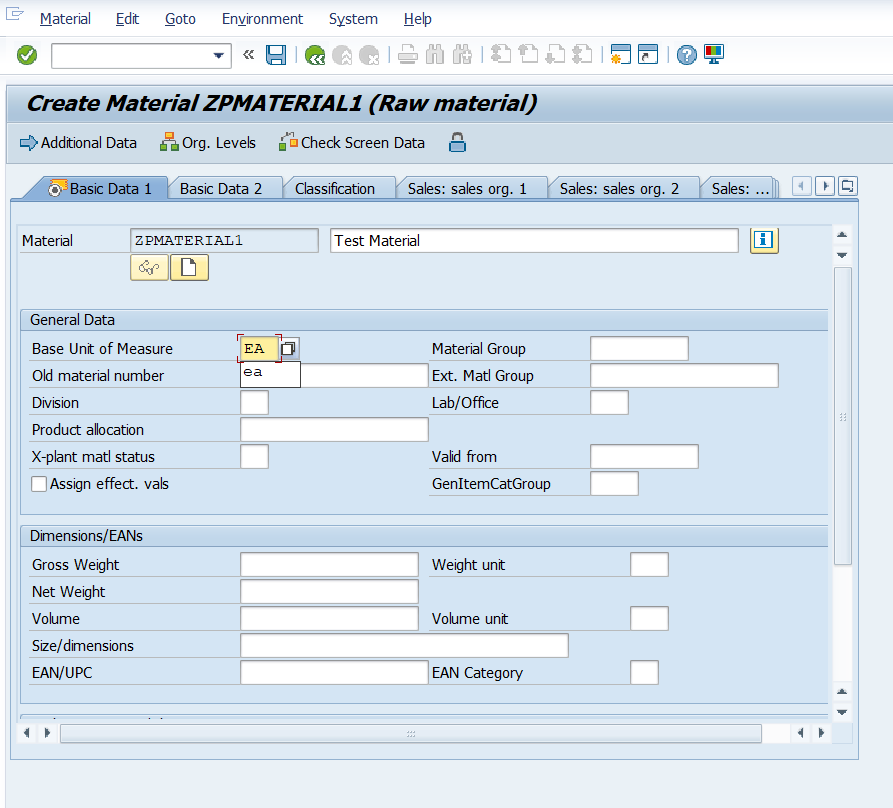 Material Edit Goto Environment System Help
Create Material ZPMATERIAL1 (Raw material)
Additional Data Org. Levels Check Screen Data
Basic Data 1 Basic Data 2 Classification Sales: sales org. 1 Sales: sales org. 2 Sales: ...
Material ZPMATERIAL1 Test Material
General Data
Base Unit of Measure EA Material Group
Old material number ea Ext. Matl Group
Division Lab/Office
Product allocation
X-plant matl status Valid from
Assign effect. vals GenItemCatGroup
Dimensions/EANs
Gross Weight Weight unit
Net Weight
Volume Volume unit
Size/dimensions
EAN/UPC EAN Category